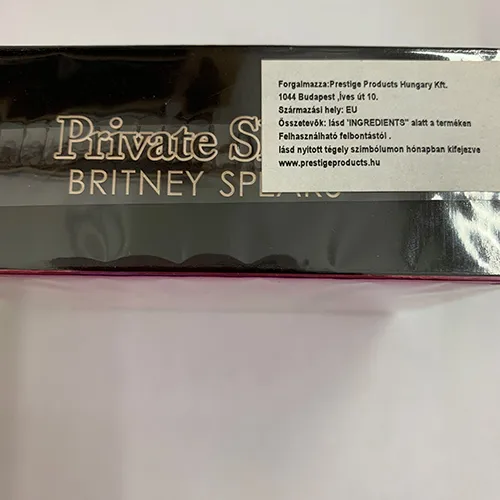 Forgalmazza:Prestige Products Hungary Kft.
1044 Budapest ,Íves út 10.
Származási hely: EU
Összetevők: lásd 'INGREDIENTS" alatt a terméken
Felhasználható felbontástól .
lásd nyitott tégely szimbólumon hónapban kifejezve
www.prestigeproducts.hu
Private
BRITNEY SPEARS